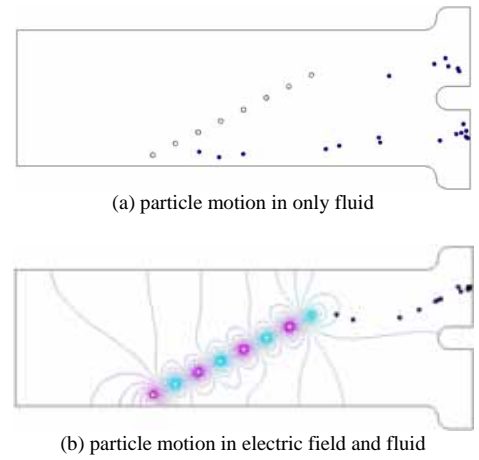 (a) particle motion in only fluid
(b) particle motion in electric field and fluid